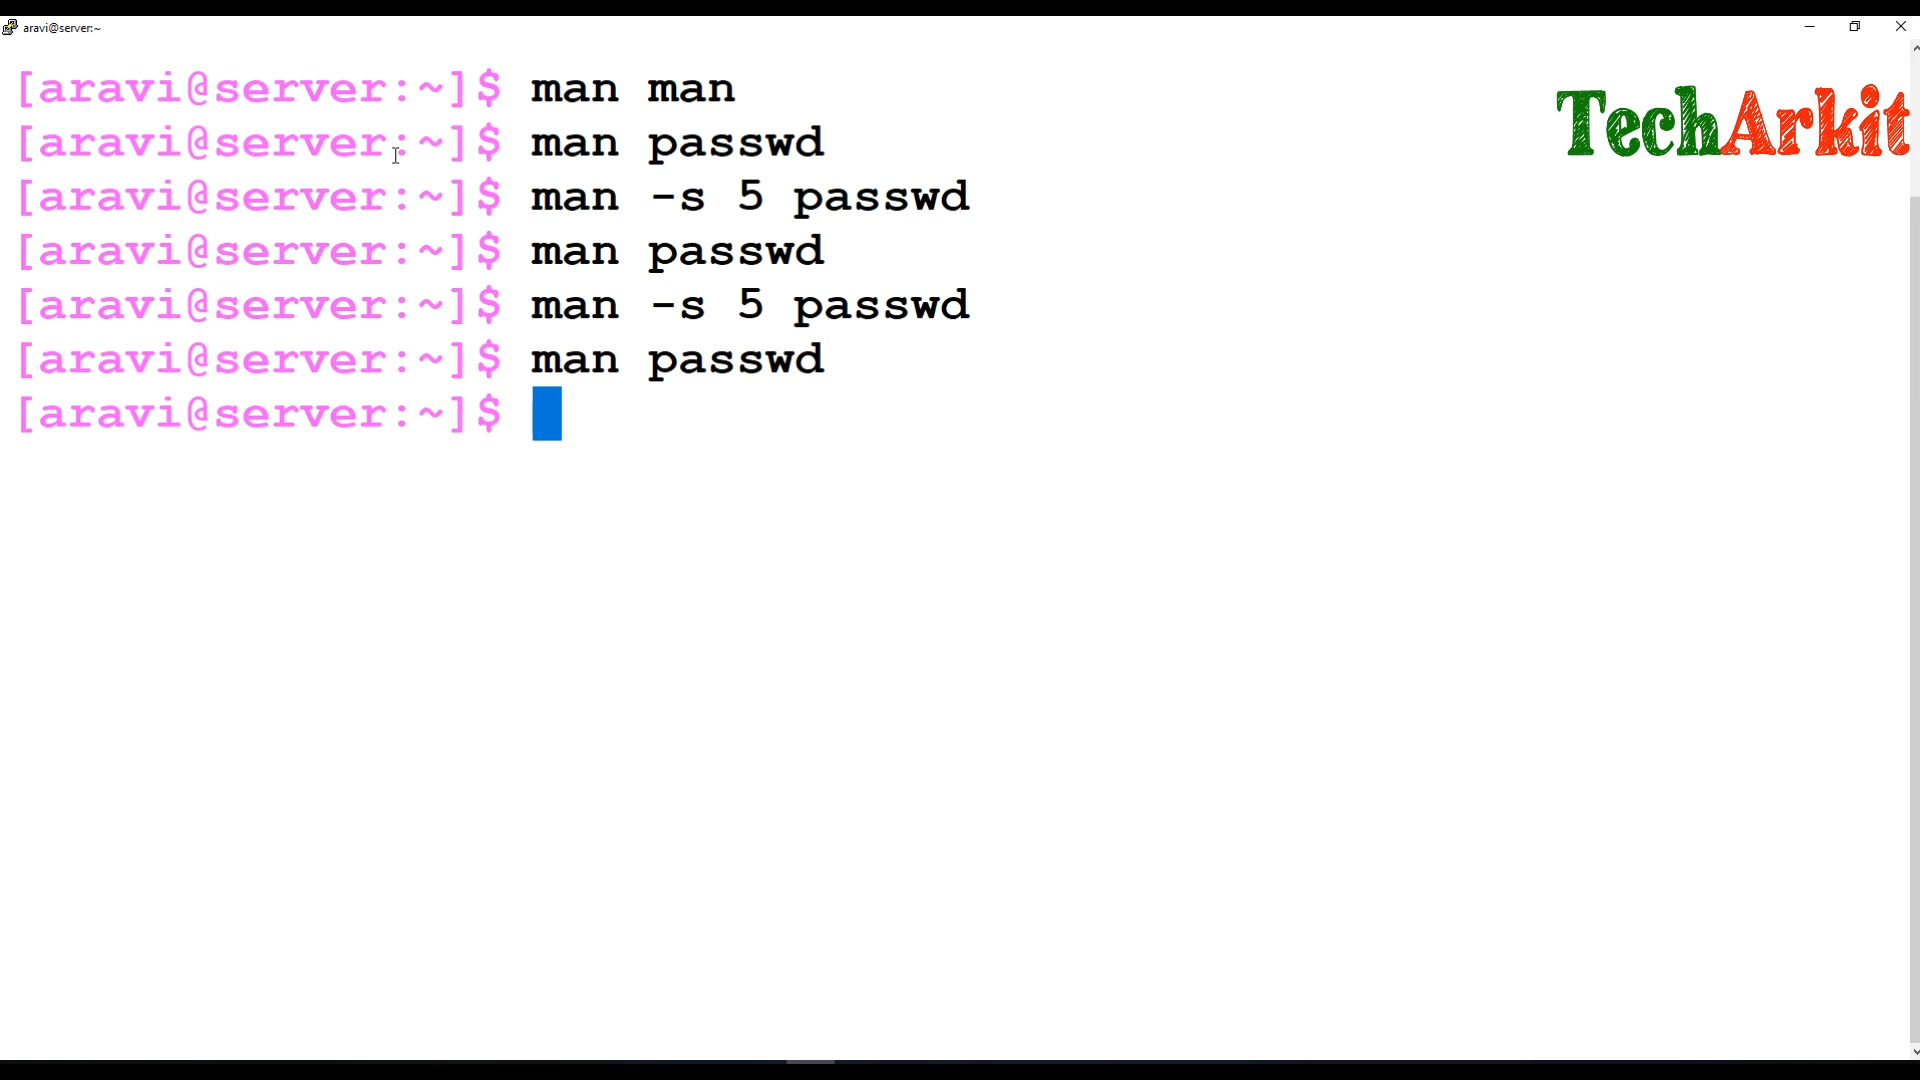 aravi@server:~
[aravi@server:~]$ man man
TechArkit
[aravi@server:~]$ man passwd
[aravi@server:~]$ man -s 5 passwd
[aravi@server:~]$ man passwd
[aravi@server:~]$ man -s 5 passwd
[aravi@server:~]$ man passwd
[aravi@server:~]$